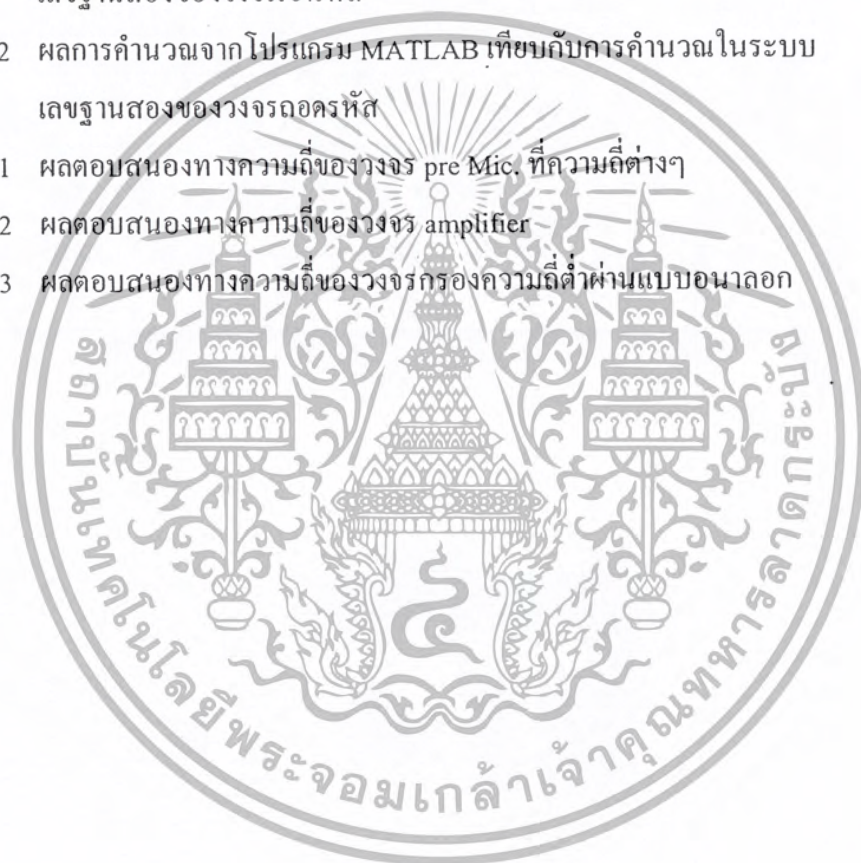 2 ผลการคำนวณจากโปรแกรม MATLAB เทียบกับการคำนวณในระบบ
เลขฐานสองของวงจรถอดรหัส
1 ผลตอบสนองทางความถี่ของวงจร pre Mic. ที่ความถี่ต่างๆ
2 ผลตอบสนองทางความถี่ของวงจร amplifier
3 ผลตอบสนองทางความถี่ของวงจรกรองความถี่ต่ำผ่านแบบอนาลอก
สถาบันเทคโนโลยีพระจอมเกล้าเจ้าคุณทหารลาดกระบัง
๔